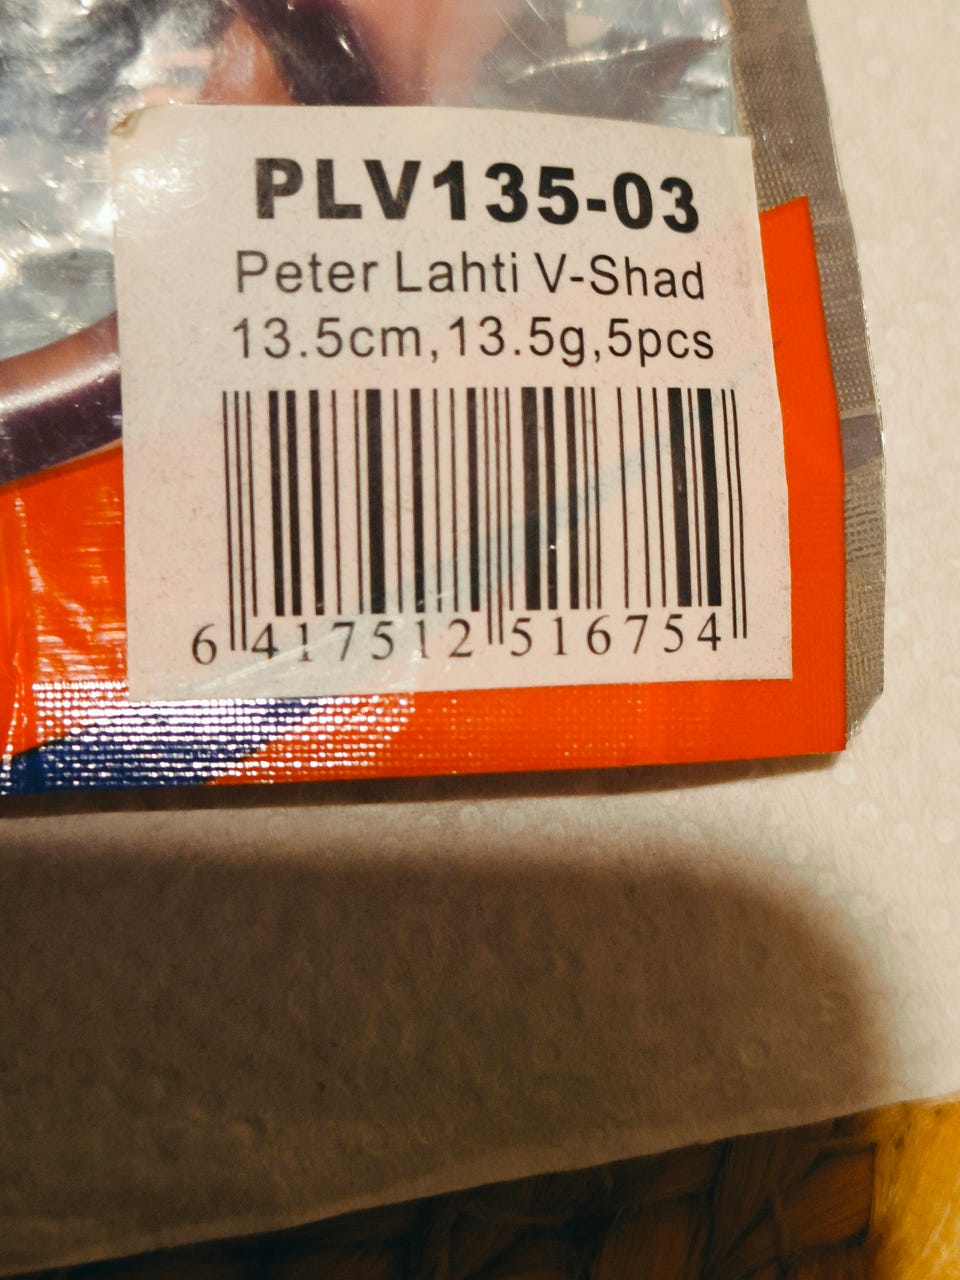 PLV135-03
Peter Lahti V-Shad
13.5cm,13.5g,5pcs
6 417512 516754